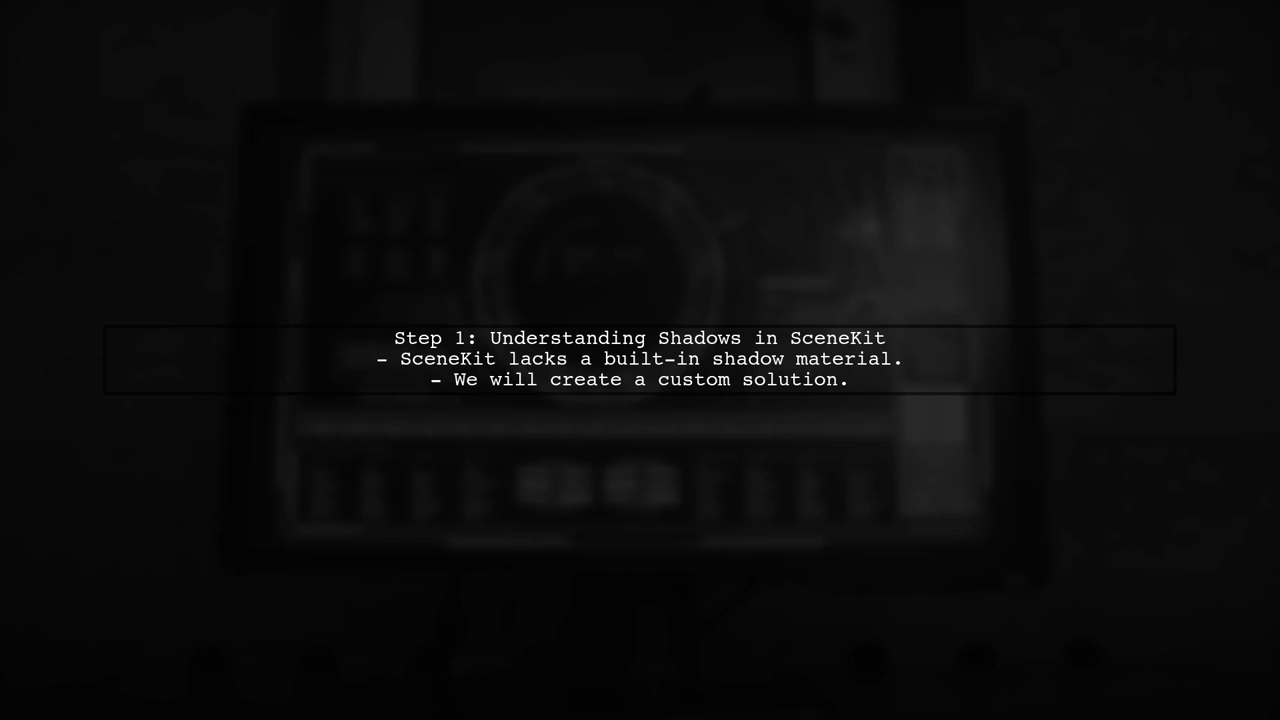 Step 1: Understanding Shadows in SceneKit
- SceneKit lacks a built-in shadow material.
- We will create a custom solution.